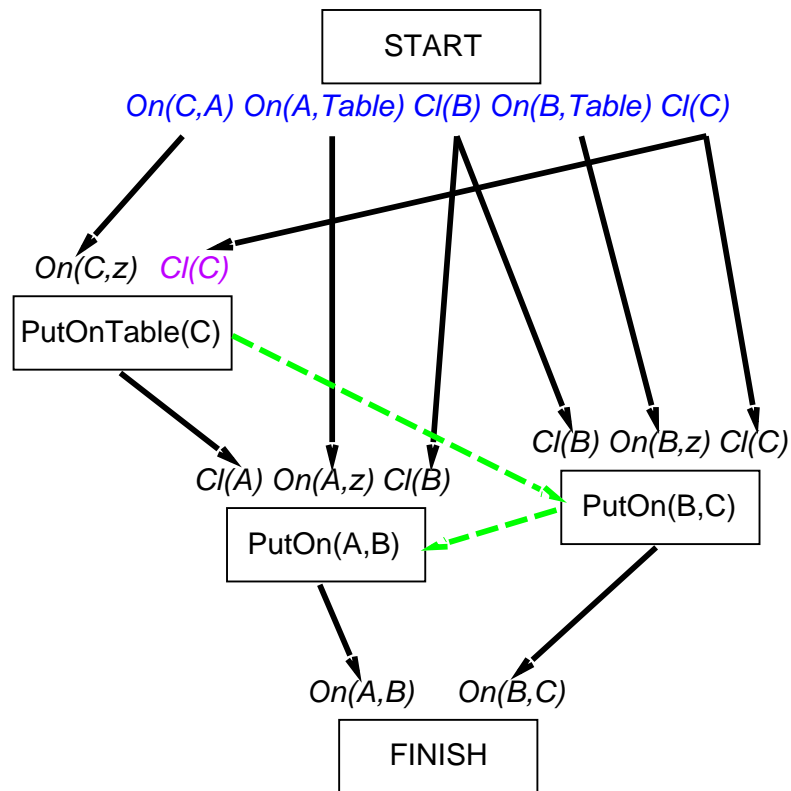 START
On(C,A) On(A,Table) Cl(B) On(B,Table) Cl(C)
On(C,z) Cl(C)
PutOnTable(C)
Cl(B) On(B,z) Cl(C)
Cl(A) On(A,z) Cl(B)
PutOn(B,C)
PutOn(A,B)
On(A,B) On(B,C)
FINISH